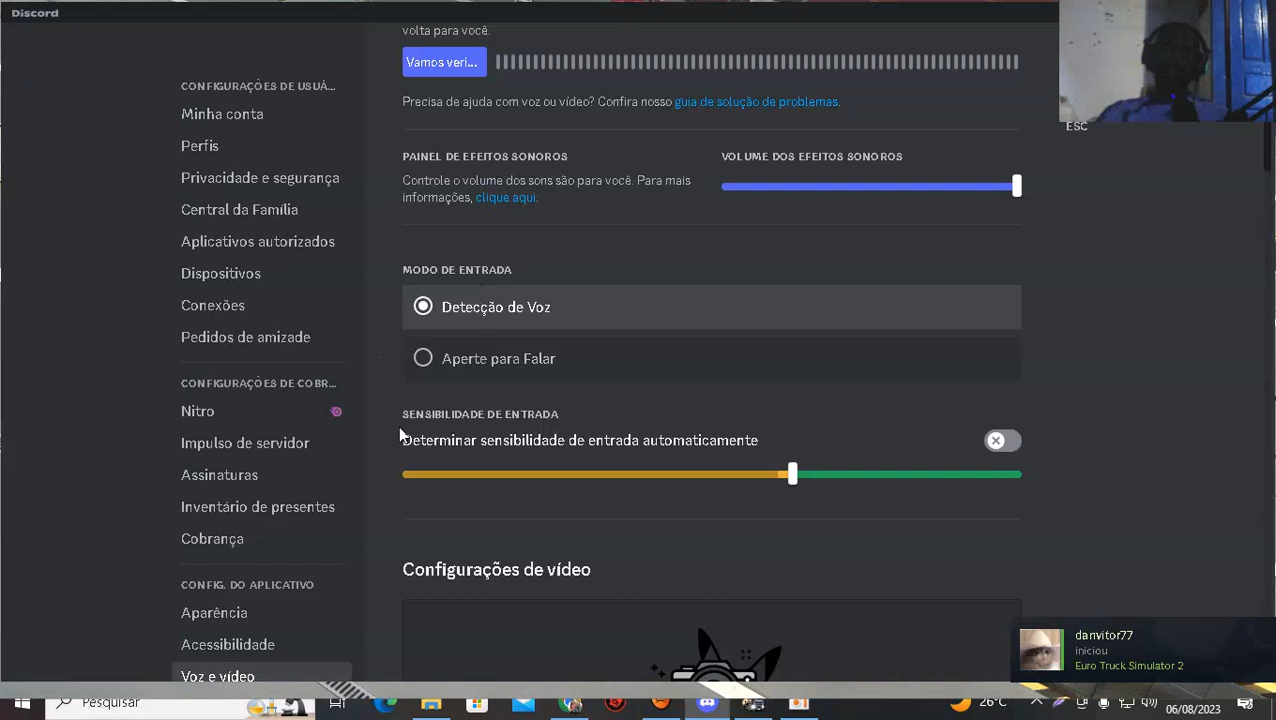 Discord
volta para você.
Vamos veri...
Precisa de ajuda com voz ou vídeo? Confira nosso guia de solução de problemas.
ESC
PAINEL DE EFEITOS SONOROS
Controle o volume dos sons são para você. Para mais
informações, clique aqui.
VOLUME DOS EFEITOS SONOROS
MODO DE ENTRADA
Detecção de Voz
Aperte para Falar
SENSIBILIDADE DE ENTRADA
Determinar sensibilidade de entrada automaticamente
Configurações de vídeo
CONFIGURAÇÕES DE USUÁ...
Minha conta
Perfis
Privacidade e segurança
Central da Família
Aplicativos autorizados
Dispositivos
Conexões
Pedidos de amizade
CONFIGURAÇÕES DE COBR...
Nitro
Impulso de servidor
Assinaturas
Inventário de presentes
Cobrança
CONFIG. DO APLICATIVO
Aparência
Acessibilidade
Voz e vídeo
danvitor77
iniciou
Euro Truck Simulator 2
Pesquisar
26°C
06/08/2023